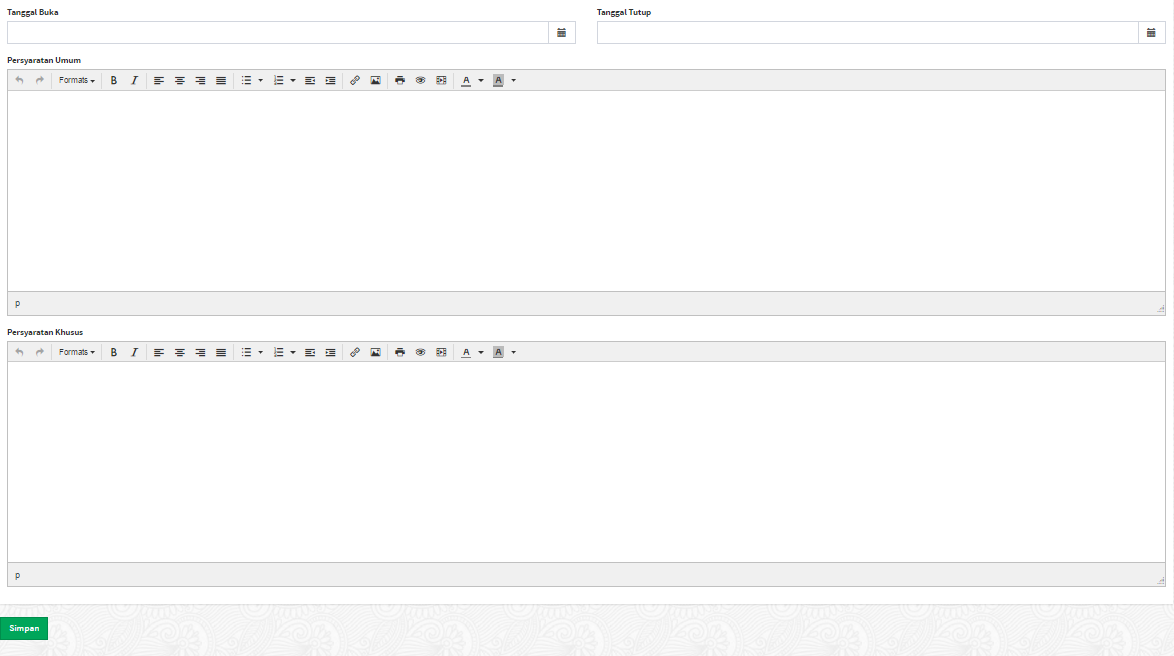 Tanggal Buka
Tanggal Tutup
Persyaratan Umum
Formats B I A A
p
Persyaratan Khusus
Formats B I A A
p
Simpan